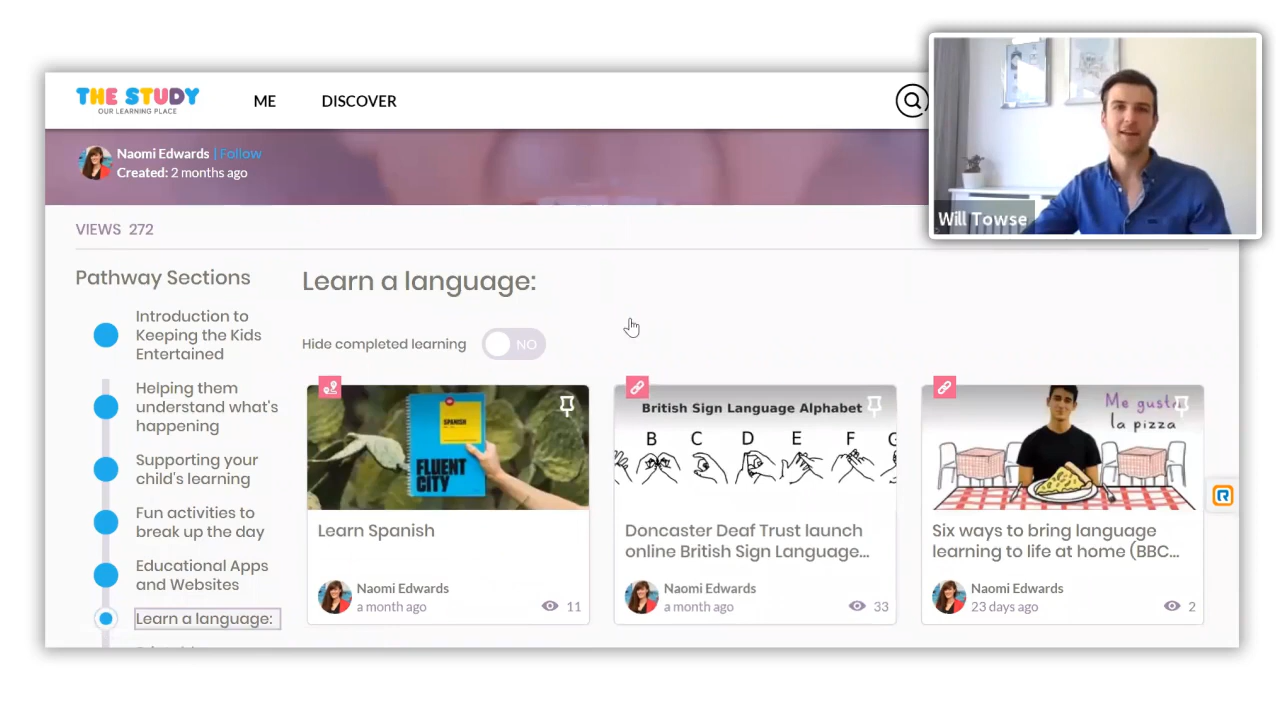 THE STUDY
OUR LEARNING PLACE
ME
DISCOVER
Naomi Edwards | Follow
Created: 2 months ago
Will Towse
VIEWS 272
Pathway Sections
Introduction to
Keeping the Kids
Entertained
Helping them
understand what's
happening
Supporting your
child's learning
Fun activities to
break up the day
Educational Apps
and Websites
Learn a language:
Learn a language:
Hide completed learning
NO
SPANISH
FLUENT
CITY
Learn Spanish
Naomi Edwards
a month ago
11
British Sign Language Alphabet
B C D E F G
Doncaster Deaf Trust launch
online British Sign Language...
Naomi Edwards
a month ago
33
Me gusta
la pizza
Six ways to bring language
learning to life at home (BBC...
Naomi Edwards
23 days ago
2
R